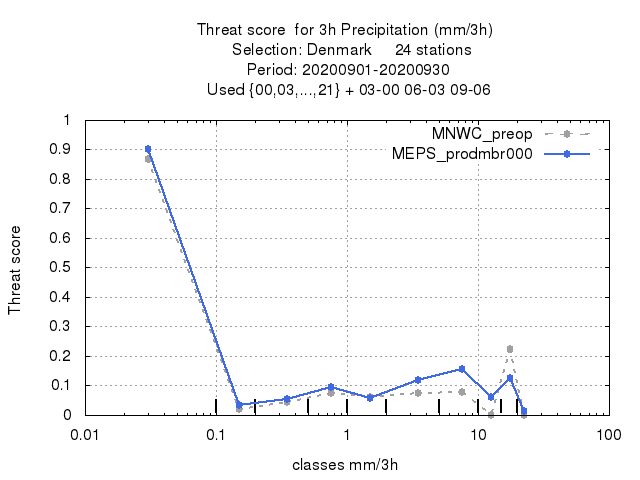 Threat score  for 3h Precipitation (mm/3h)
Selection: Denmark     24 stations
Period: 20200901-20200930
Used {00,03,...,21} + 03-00 06-03 09-06
MNWC_preop
MEPS_prodmbr000
1
0.9
0.8
0.7
0.6
0.5
0.4
0.3
0.2
0.1
0
Threat score
0.01 0.1 1 10 100
classes mm/3h